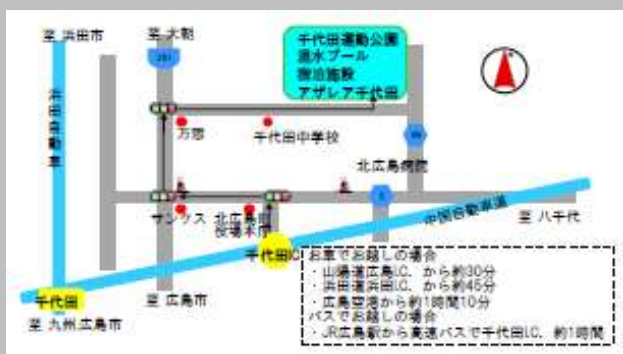 至 浜田市
至 大朝
千代田運動公園
温水プール
宿泊施設
アザレア千代田
浜田自動車
千代田中学校
北広島病院
サンクス
北広島町
役場本庁
中国自動車道
至 八千代
千代田IC
千代田
至 広島市
至 九州,広島市
お車でお越しの場合
・山陽道広島I.C. から約30分
・浜田道浜田I.C. から約45分
・広島空港から約1時間10分
バスでお越しの場合
・JR広島駅から高速バスで千代田I.C. 約1時間